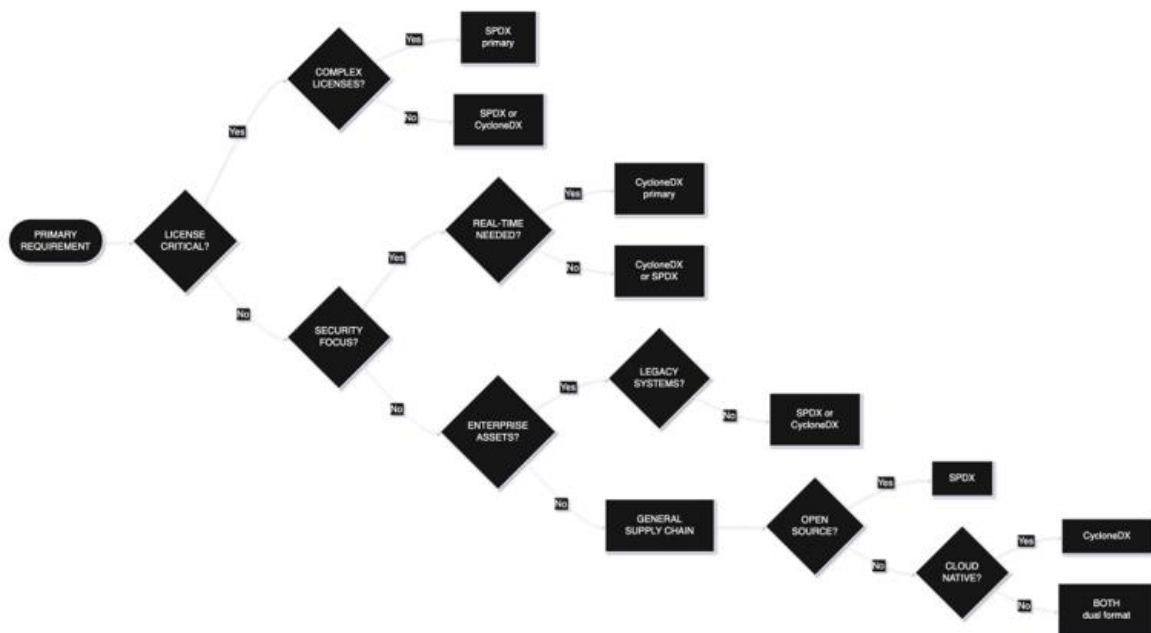 SPDX
primary
Yes
COMPLEX
LICENSES?
No
SPDX or
CycloneDX
Yes
CycloneDX
primary
Yes
PRIMARY
REQUIREMENT
LICENSE
CRITICAL?
REAL-TIME
NEEDED?
Yes
No
CycloneDX
or SPDX
No
SECURITY
FOCUS?
LEGACY
SYSTEMS?
Yes
No
ENTERPRISE
ASSETS?
No
SPDX or
CycloneDX
No
GENERAL
SUPPLY CHAIN
OPEN
SOURCE?
Yes
SPDX
No
CLOUD
NATIVE?
Yes
CycloneDX
No
BOTH
dual format